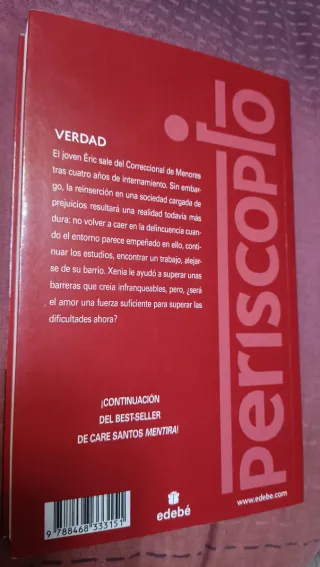 VERDAD
El joven Éric sale del Correccional de Menores
tras cuatro años de internamiento. Sin embar-
go, la reinserción en una sociedad cargada de
prejuicios resultará una realidad todavía más
dura: no volver a caer en la delincuencia cuan-
do el entorno parece empeñado en ello, conti-
nuar los estudios, encontrar un trabajo, alejar-
se de su barrio. Xenia le ayudó a superar unas
barreras que creía infranqueables, pero, ¿será
el amor una fuerza suficiente para superar las
dificultades ahora?
¡CONTINUACIÓN
DEL BEST-SELLER
DE CARE SANTOS MENTIRA!
periscopio
9 788468 333151
edebé
www.edebe.com